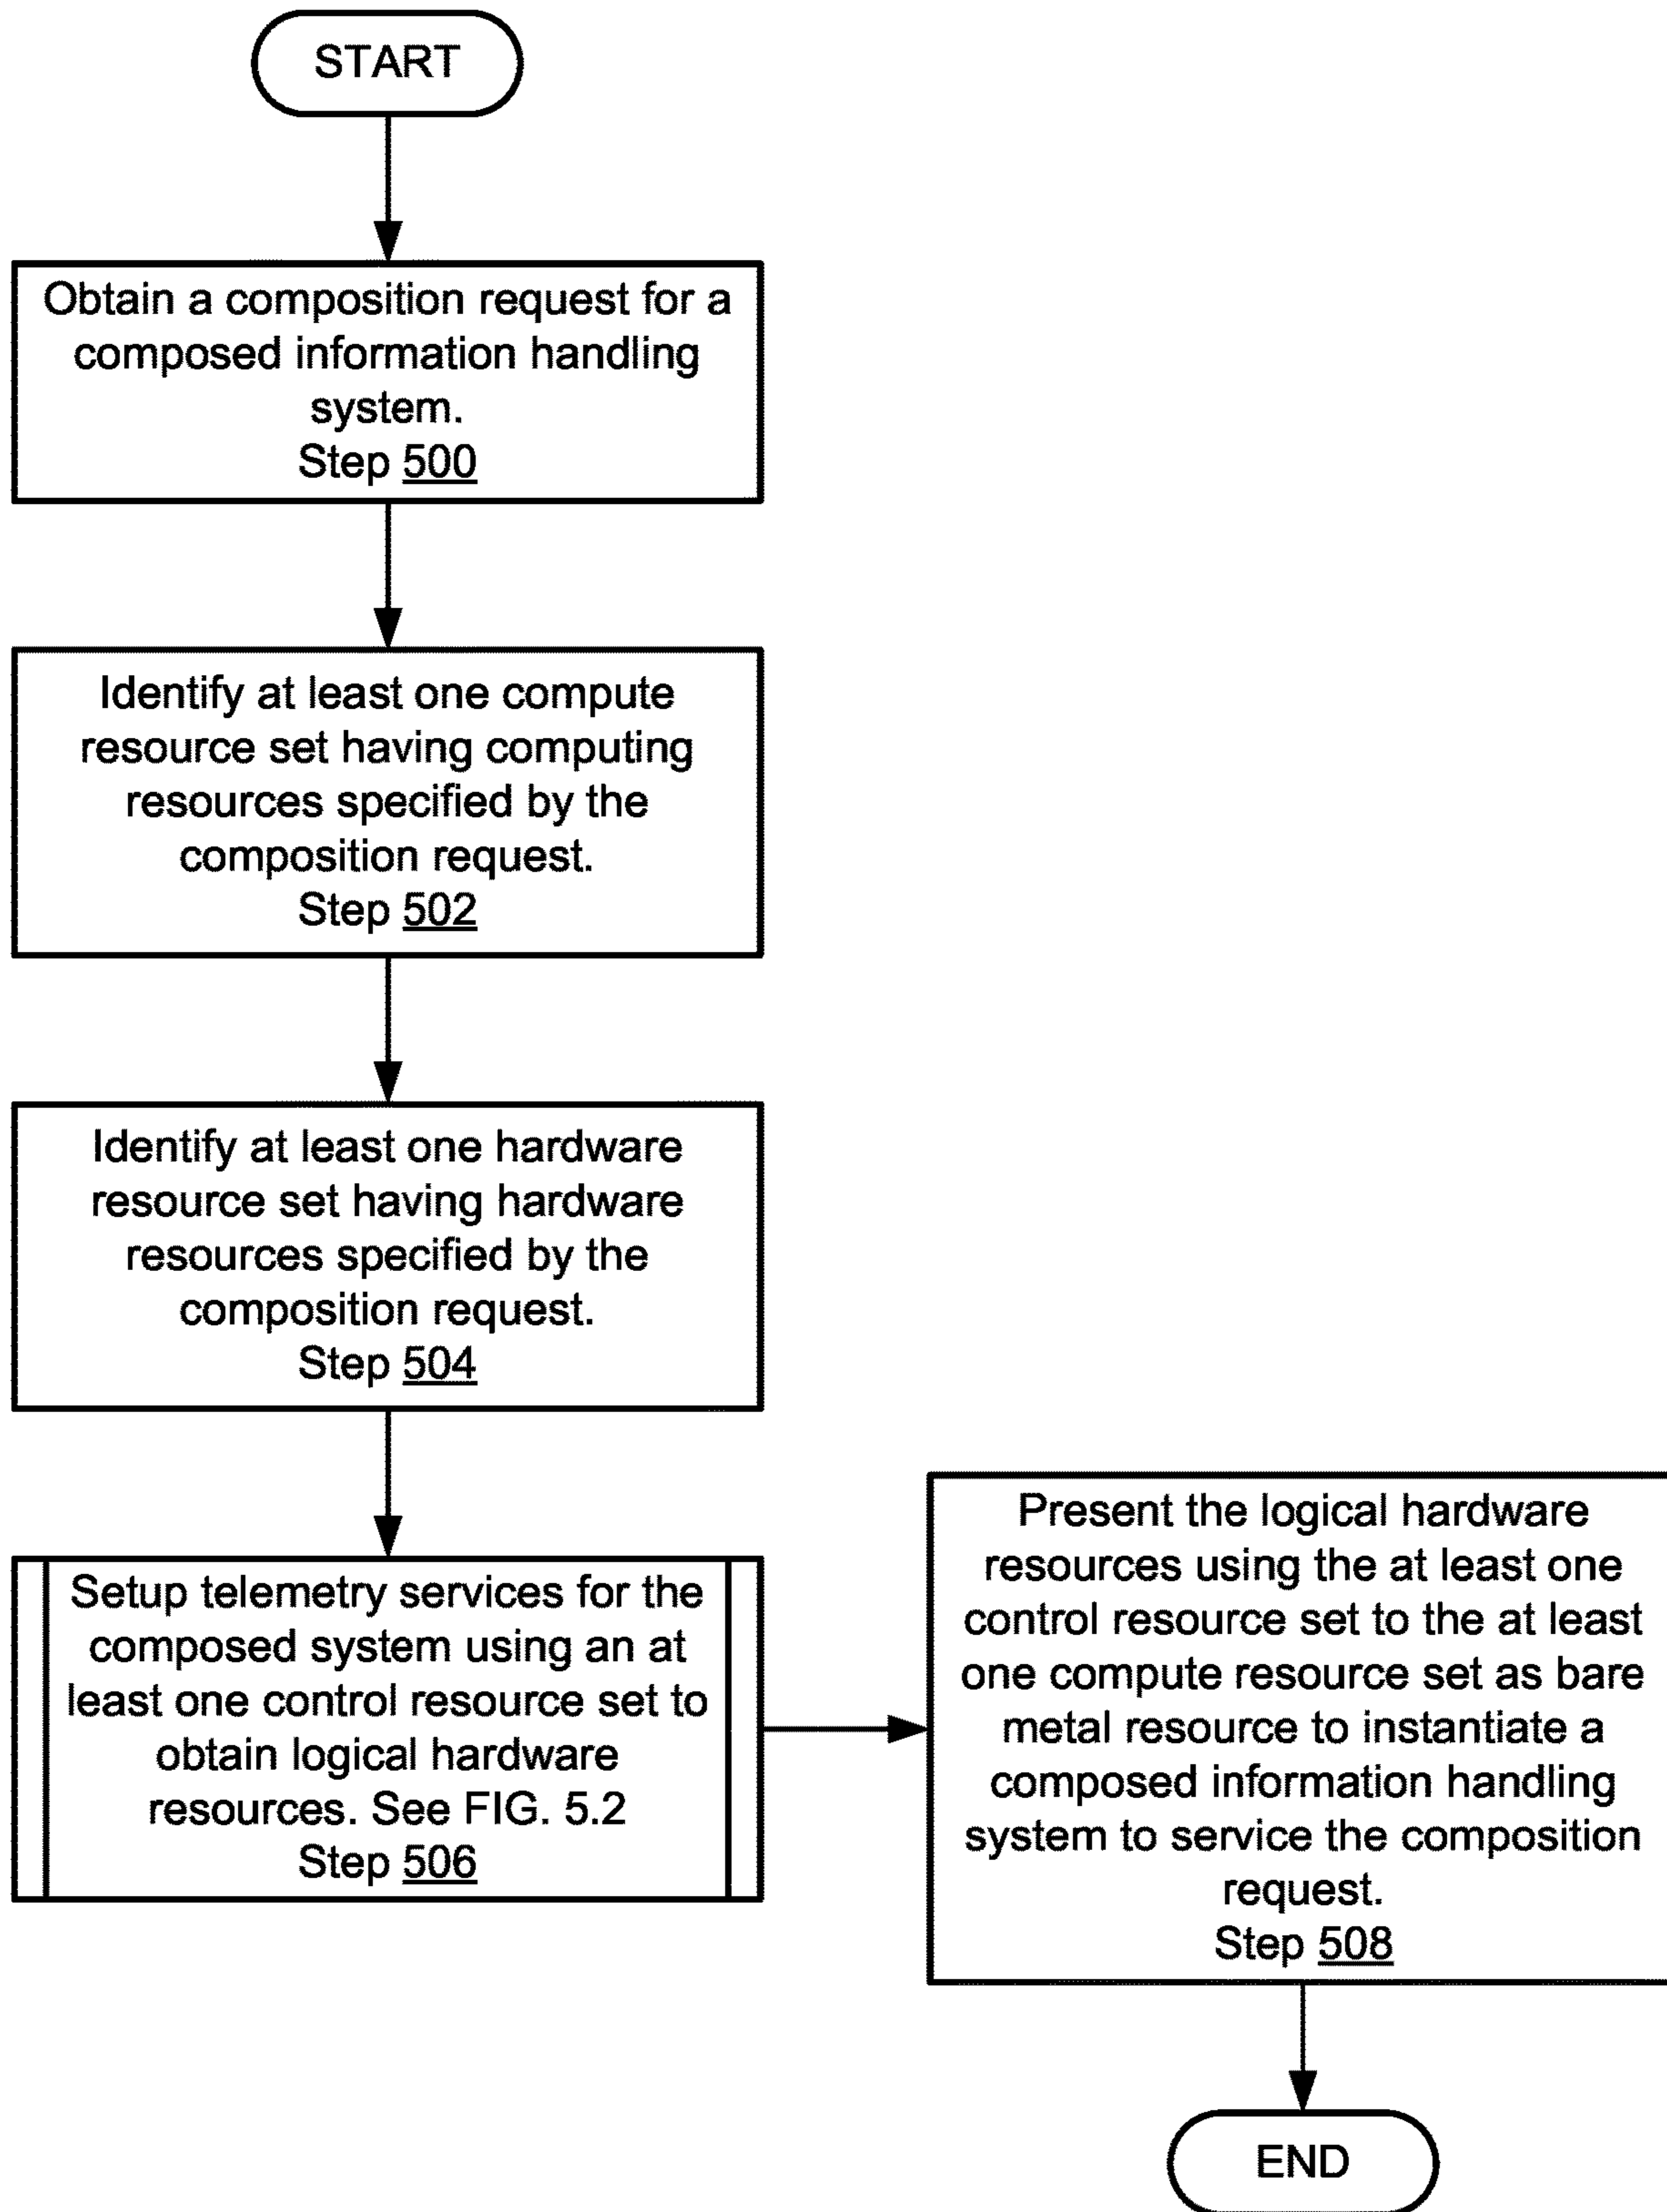 START
Obtain a composition request for a
composed information handling
system.
Step 500
Identify at least one compute
resource set having computing
resources specified by the
composition request.
Step 502
Identify at least one hardware
resource set having hardware
resources specified by the
composition request.
Step 504
Setup telemetry services for the
composed system using an at
least one control resource set to
obtain logical hardware
resources. See FIG. 5.2
Step 506
Present the logical hardware
resources using the at least one
control resource set to the at least
one compute resource set as bare
metal resource to instantiate a
composed information handling
system to service the composition
request.
Step 508
END